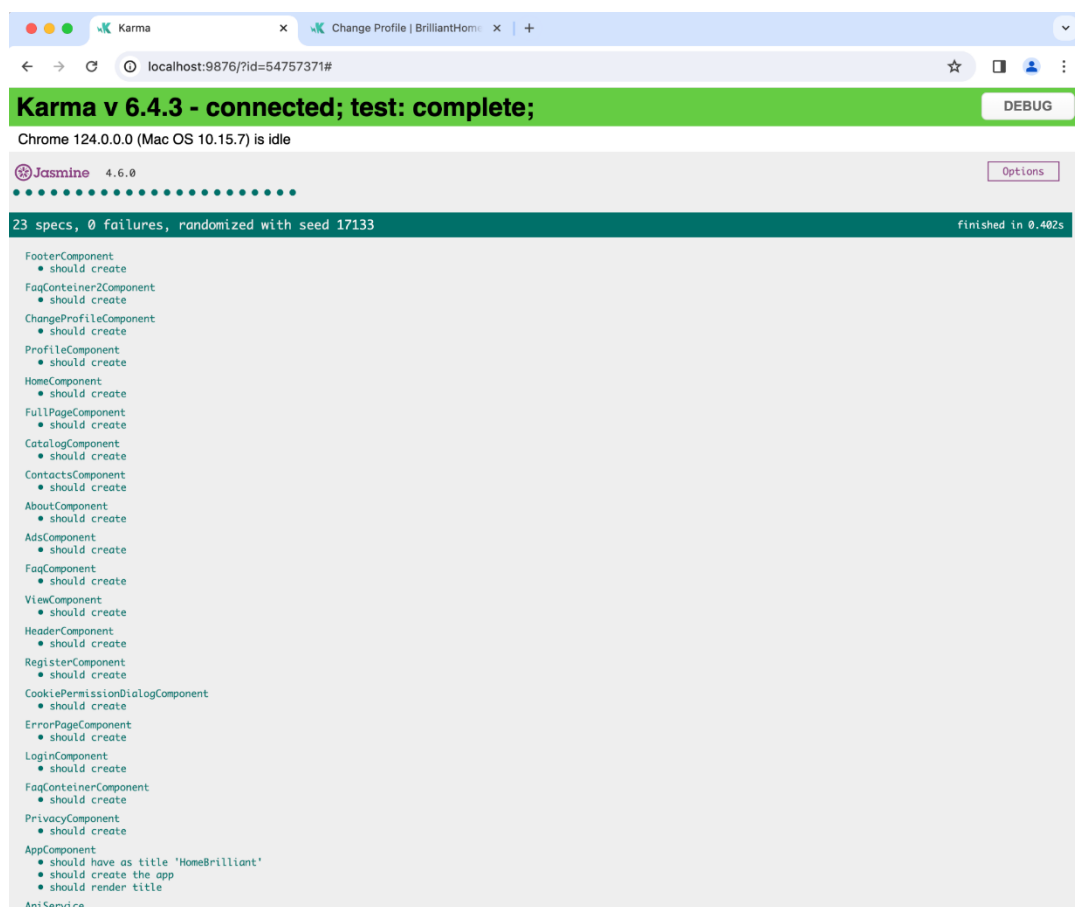 Karma
Change Profile | BrilliantHome
localhost:9876/?id=54757371#
Karma v 6.4.3 - connected; test: complete;
DEBUG
Chrome 124.0.0.0 (Mac OS 10.15.7) is idle
Jasmine 4.6.0
Options
23 specs, 0 failures, randomized with seed 17133
finished in 0.402s
FooterComponent
• should create
FaqConteiner2Component
• should create
ChangeProfileComponent
• should create
ProfileComponent
• should create
HomeComponent
• should create
FullPageComponent
• should create
CatalogComponent
• should create
ContactsComponent
• should create
AboutComponent
• should create
AdsComponent
• should create
FaqComponent
• should create
ViewComponent
• should create
HeaderComponent
• should create
RegisterComponent
• should create
CookiePermissionDialogComponent
• should create
ErrorPageComponent
• should create
LoginComponent
• should create
FaqConteinerComponent
• should create
PrivacyComponent
• should create
AppComponent
• should have as title 'HomeBrilliant'
• should create the app
• should render title
ApiService